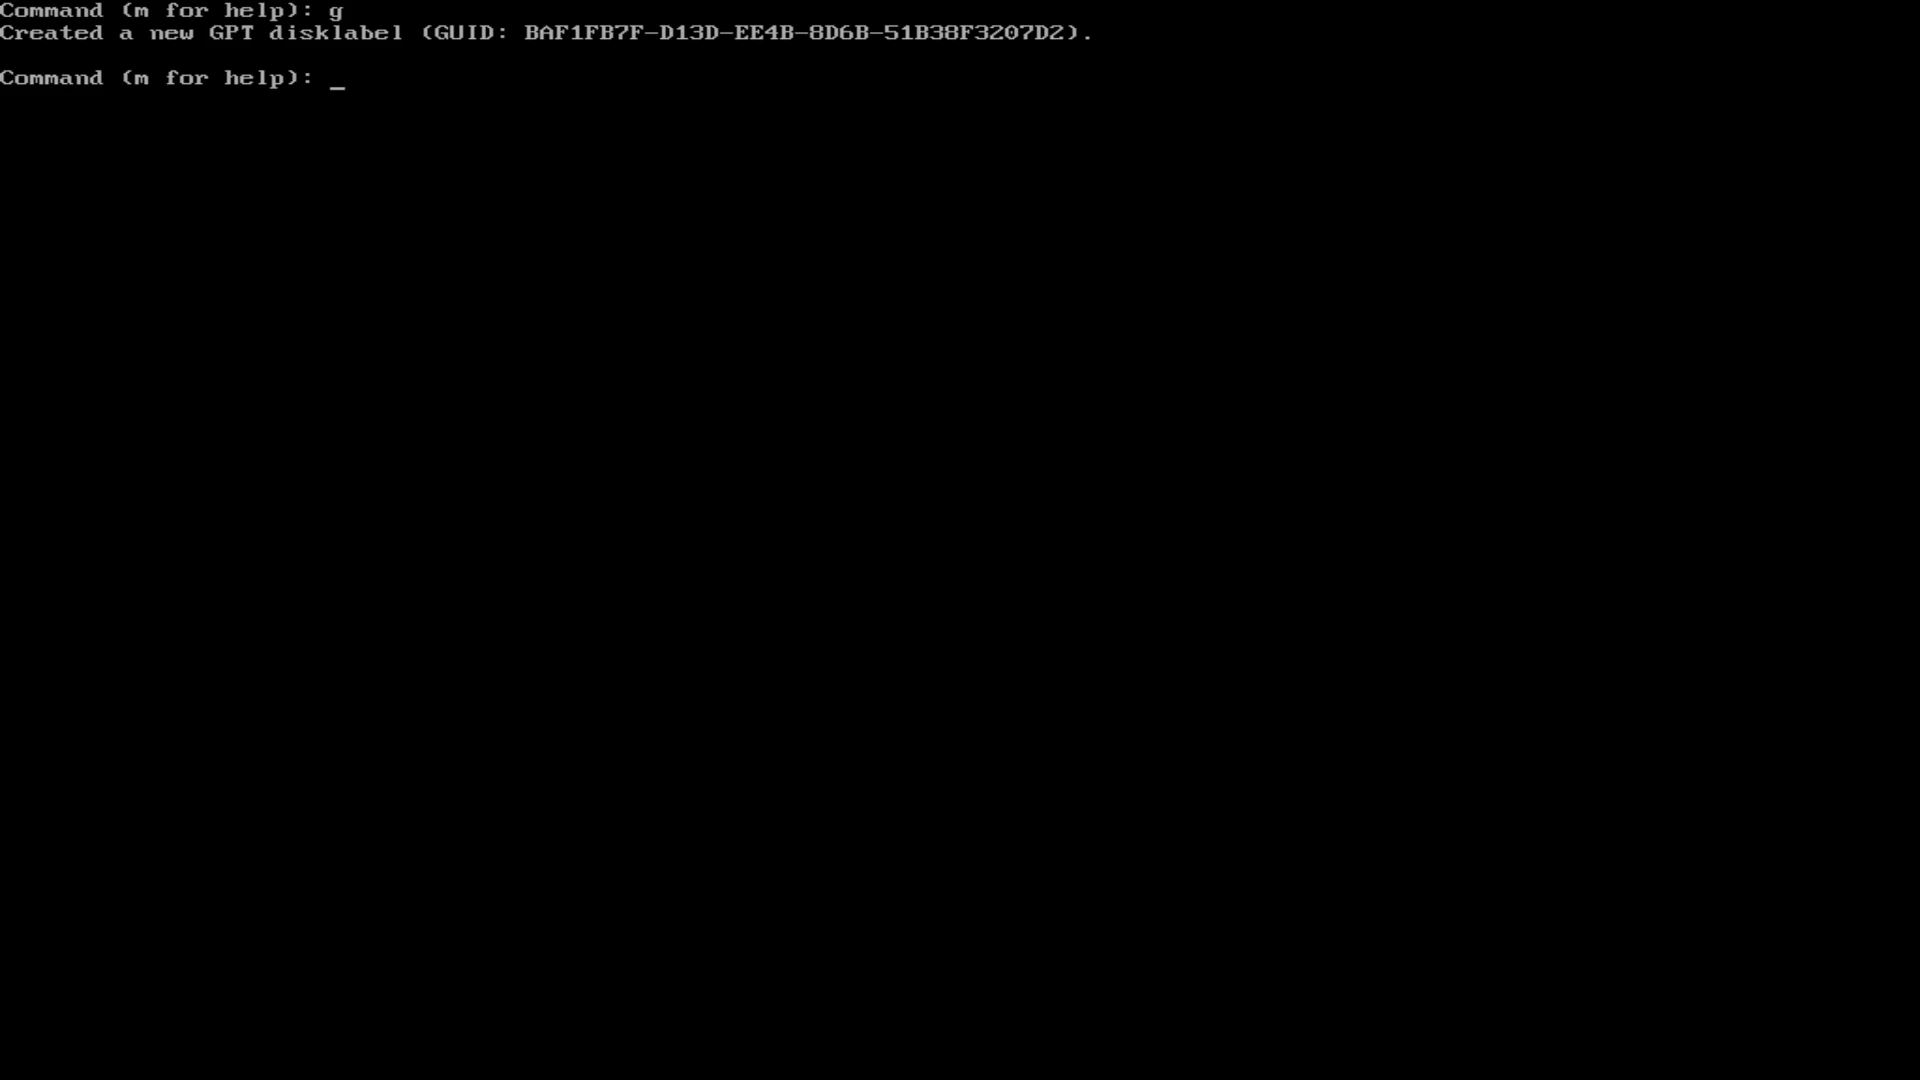 Command (m for help): g
Created a new GPT disklabel (GUID: BAF1FB7F-D13D-EE4B-8D6B-51B38F3207D2).
Command (m for help): _